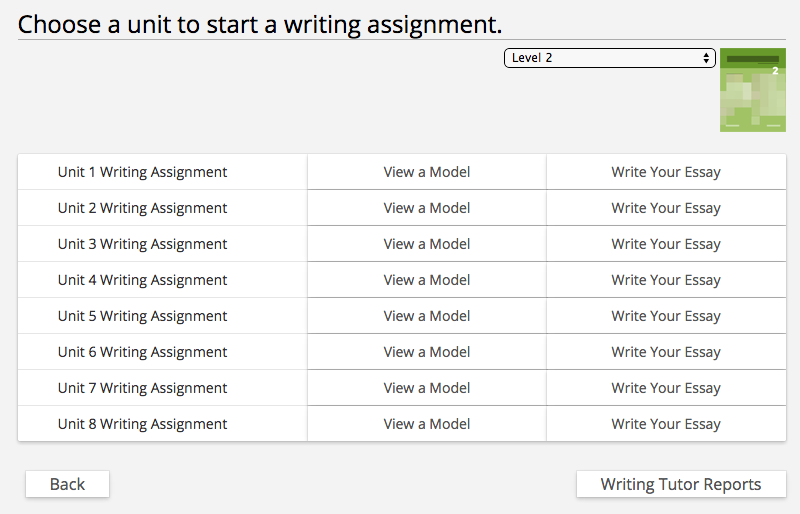 Choose a unit to start a writing assignment.
Level 2
2
Unit 1 Writing Assignment View a Model Write Your Essay
Unit 2 Writing Assignment View a Model Write Your Essay
Unit 3 Writing Assignment View a Model Write Your Essay
Unit 4 Writing Assignment View a Model Write Your Essay
Unit 5 Writing Assignment View a Model Write Your Essay
Unit 6 Writing Assignment View a Model Write Your Essay
Unit 7 Writing Assignment View a Model Write Your Essay
Unit 8 Writing Assignment View a Model Write Your Essay
Back Writing Tutor Reports